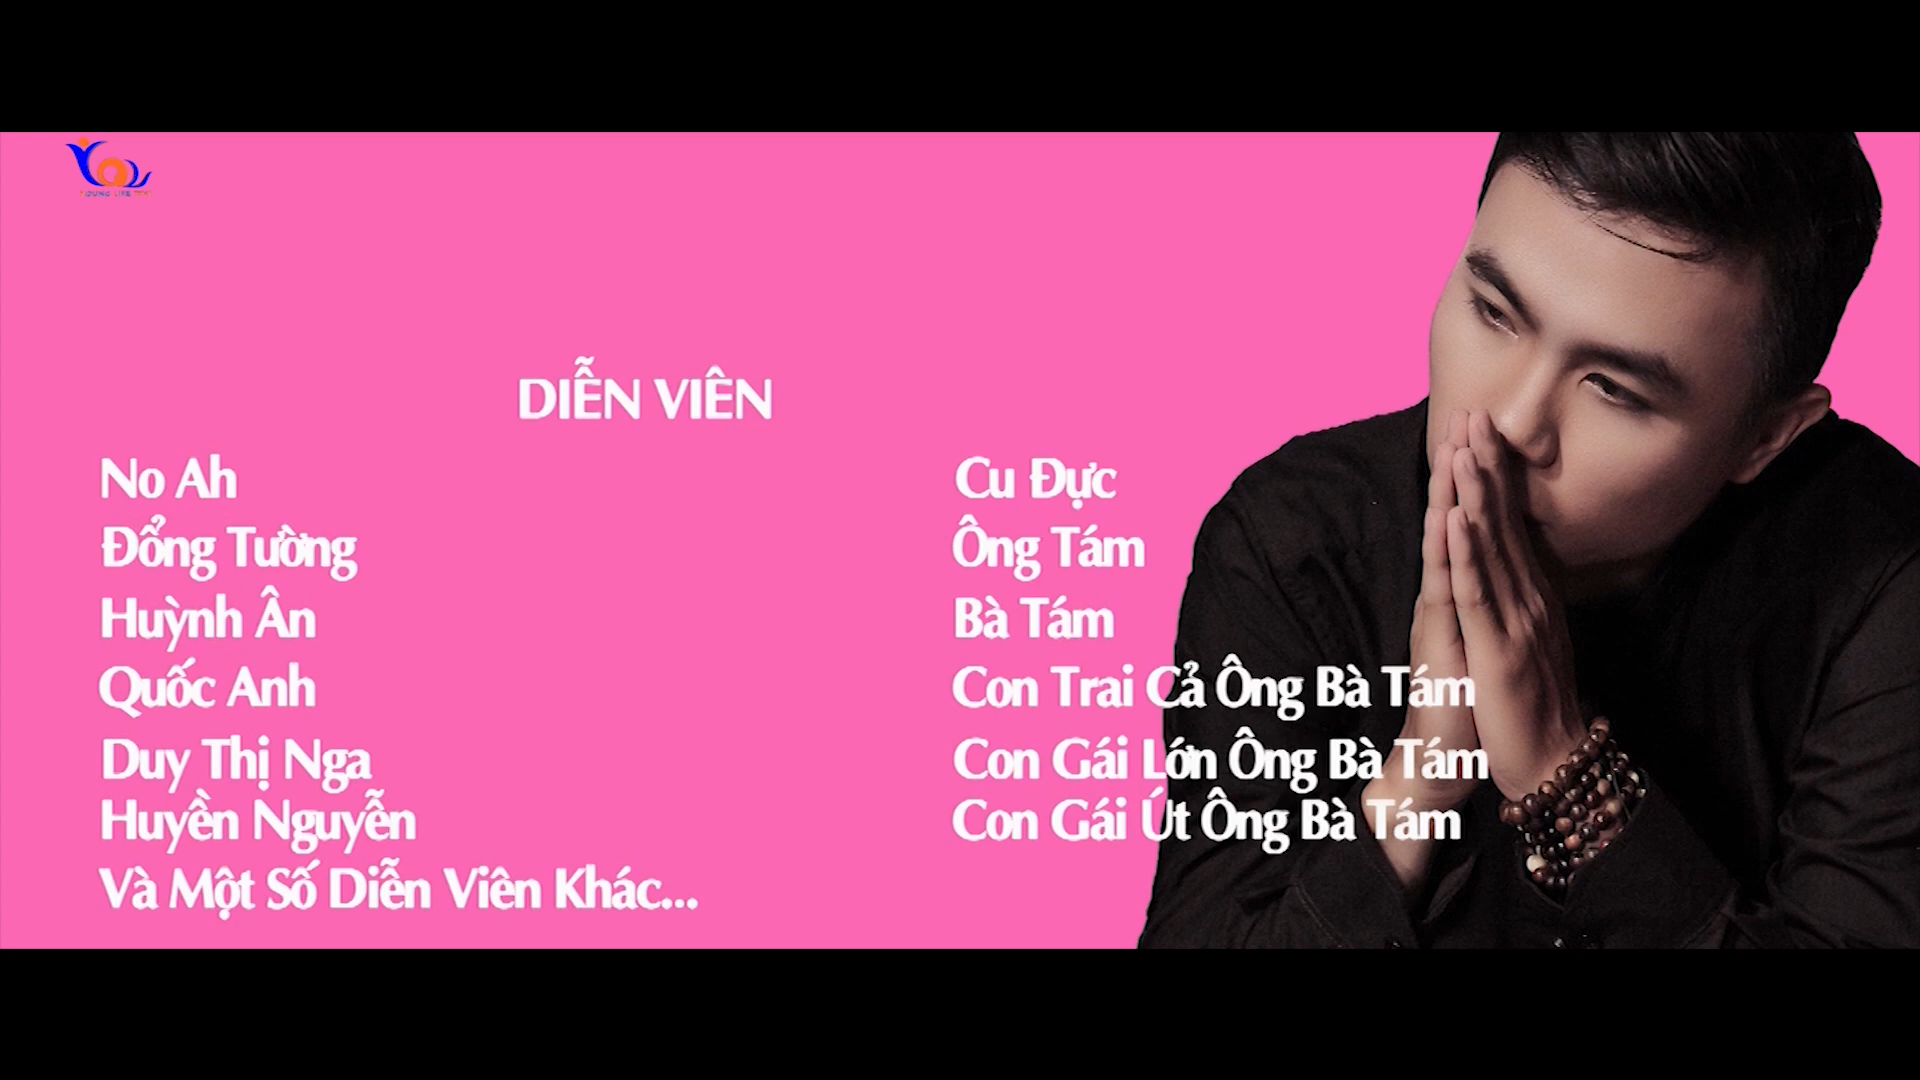 YOUNG LIFE
DIỄN VIÊN
No Ah Cu Đực
Đổng Tường Ông Tám
Huỳnh Ân Bà Tám
Quốc Anh Con Trai Cả Ông Bà Tám
Duy Thị Nga Con Gái Lớn Ông Bà Tám
Huyền Nguyễn Con Gái Út Ông Bà Tám
Và Một Số Diễn Viên Khác...